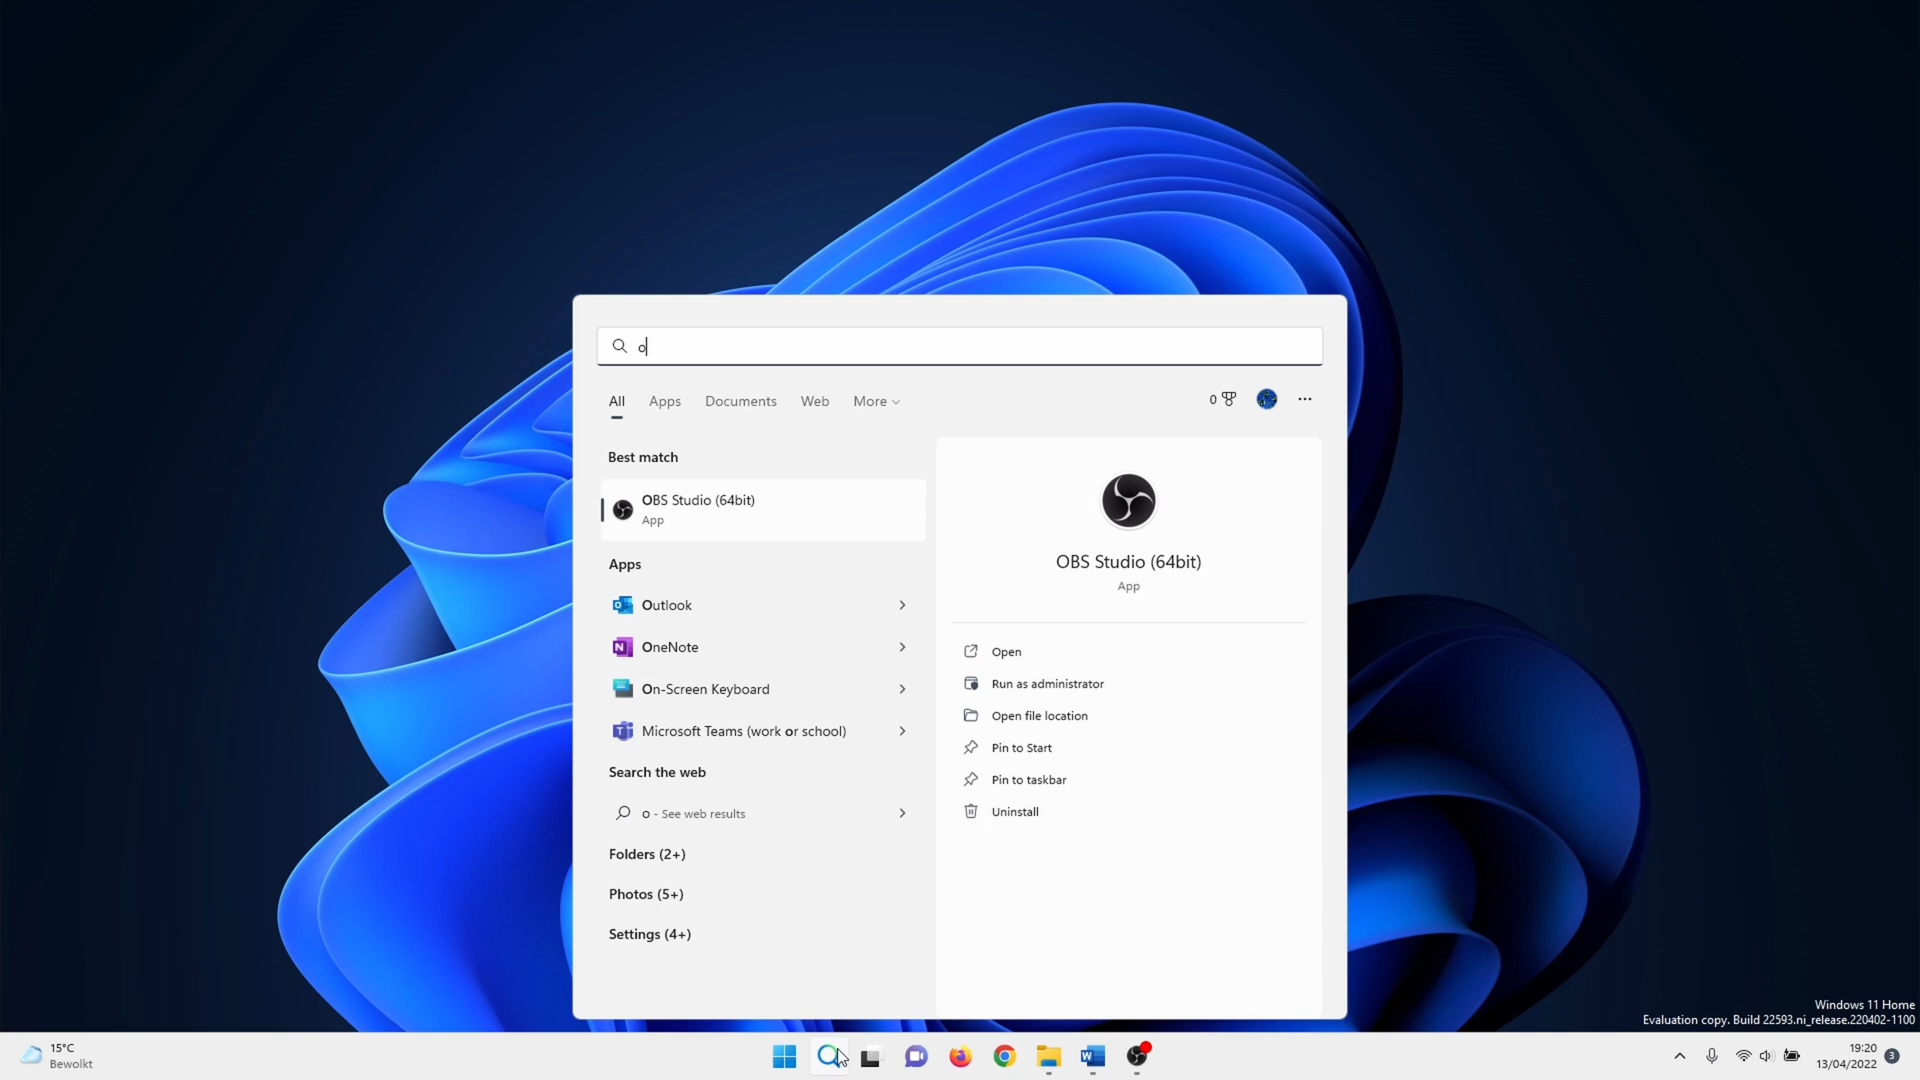 o
All Apps Documents Web More
0
Best match
OBS Studio (64bit)
App
Apps
Outlook
OneNote
On-Screen Keyboard
Microsoft Teams (work or school)
Search the web
o - See web results
Folders (2+)
Photos (5+)
Settings (4+)
OBS Studio (64bit)
App
Open
Run as administrator
Open file location
Pin to Start
Pin to taskbar
Uninstall
Windows 11 Home
Evaluation copy. Build 22593.ni_release.220402-1100
15°C
Bewolkt
19:20
13/04/2022
3